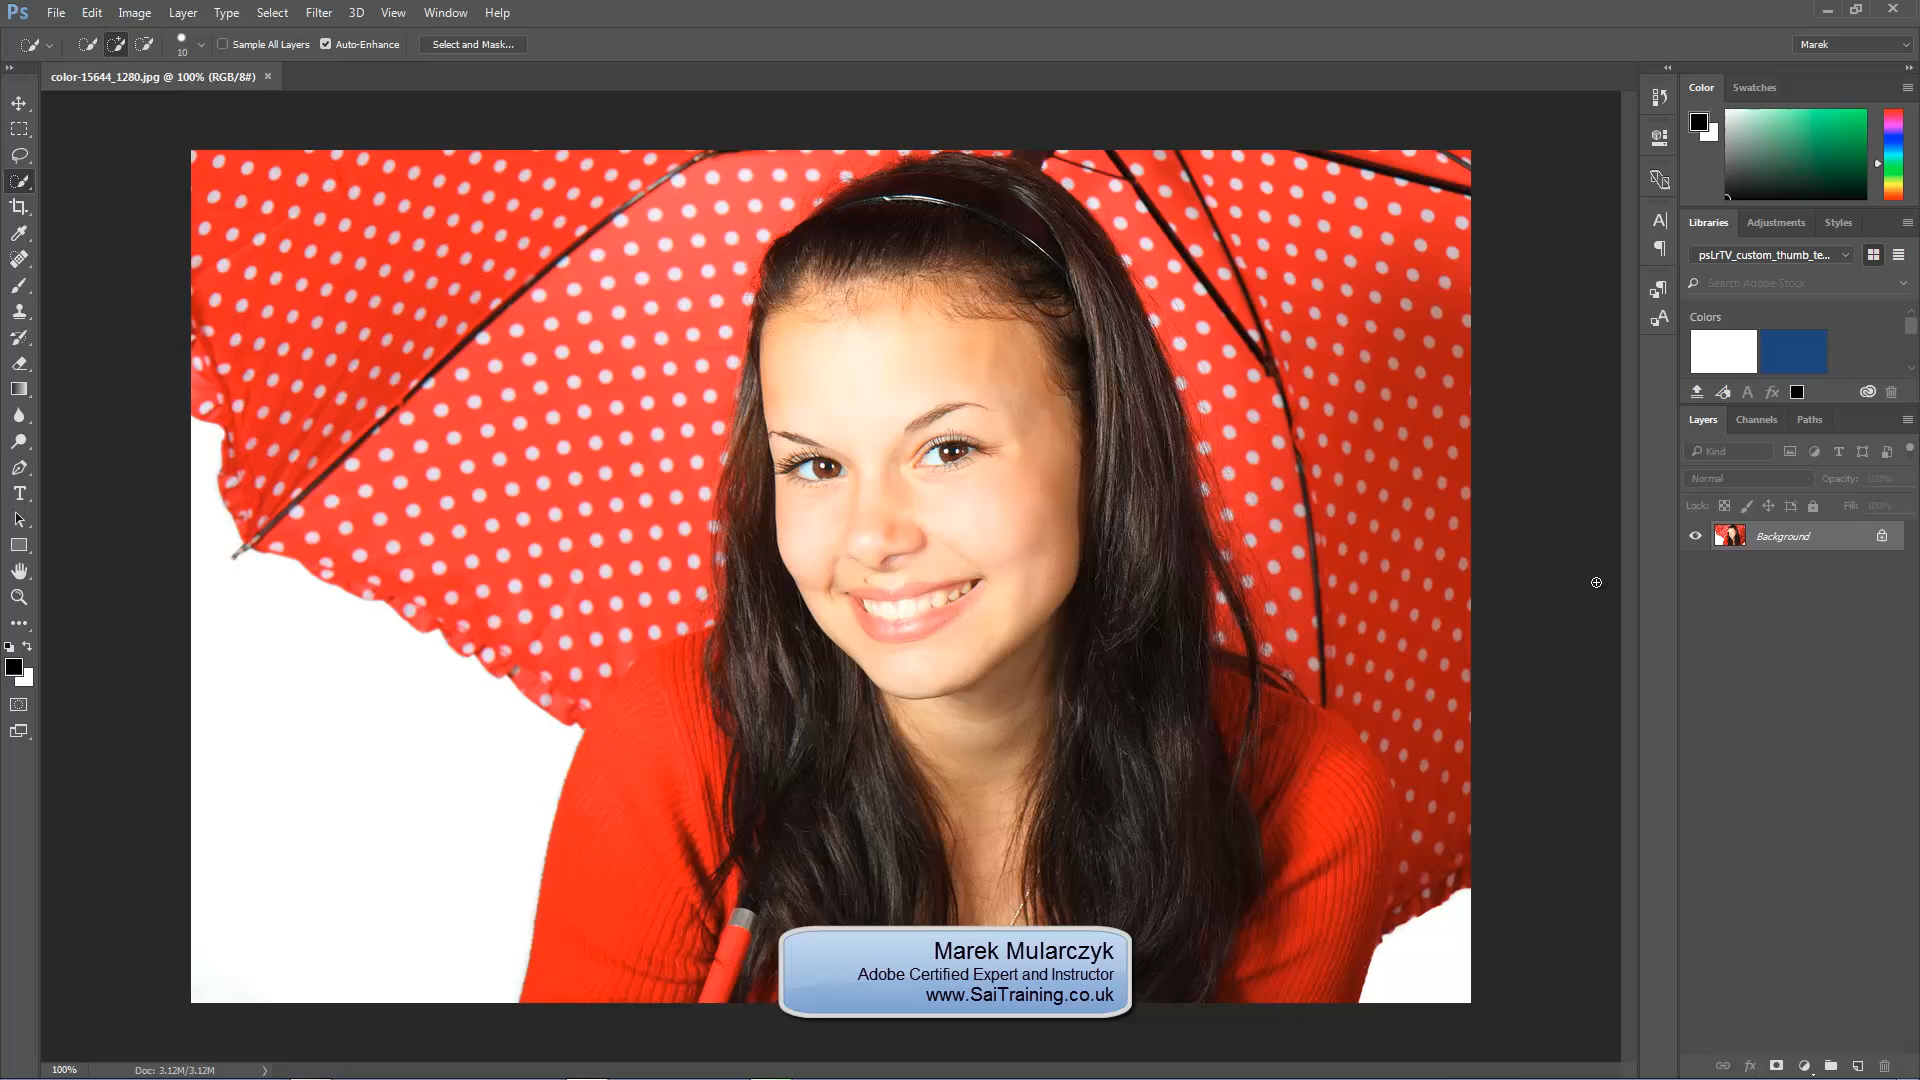 Ps File Edit Image Layer Type Select Filter 3D View Window Help
10 Sample All Layers Auto-Enhance Select and Mask... Marek
color-15644_1280.jpg @ 100% (RGB/8#) ×
Color Swatches
Libraries Adjustments Styles
psLrTV_custom_thumb_te...
Search Adobe Stock
Colors
Layers Channels Paths
Kind
Normal Opacity: 100%
Lock: Fill: 100%
Background
Marek Mularczyk
Adobe Certified Expert and Instructor
www.SaiTraining.co.uk
100% Doc: 3.12M/3.12M